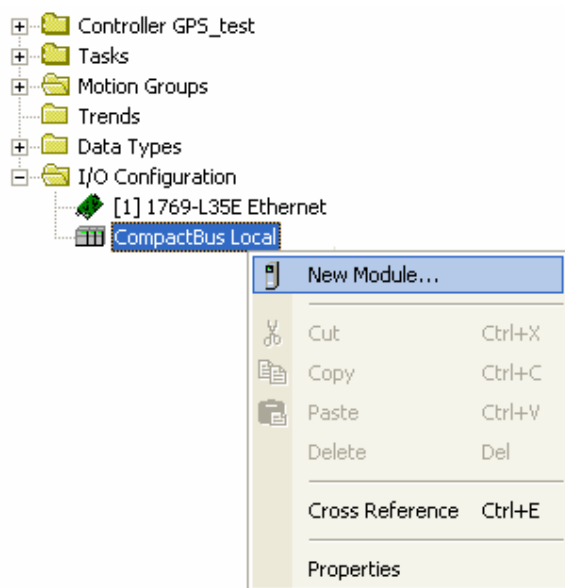 Controller GPS_test
Tasks
Motion Groups
Trends
Data Types
I/O Configuration
[1] 1769-L35E Ethernet
CompactBus Local
New Module...
Cut Ctrl+X
Copy Ctrl+C
Paste Ctrl+V
Delete Del
Cross Reference Ctrl+E
Properties